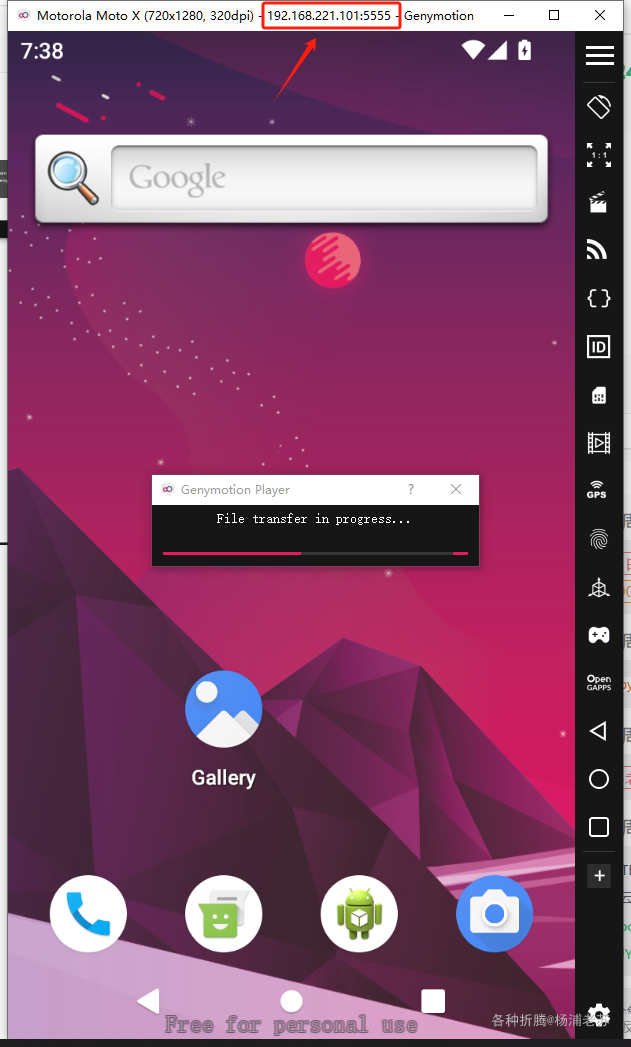 Motorola Moto X (720x1280, 320dpi) - 192.168.221.101:5555 - Genymotion
7:38
Google
1:1
ID
GPS
Genymotion Player
?
File transfer in progress...
Open
GAPPS
Gallery
Free for personal use
各种折腾@杨浦老